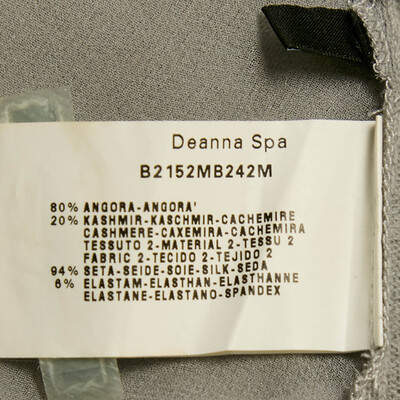 Deanna Spa
B2152MB242M
80% ANGORA-ANGORA'
20% KASHMIR-KASCHMIR-CACHEMIRE
CASHMERE-CAXEMIRA-CACHEMIRA
TESSUTO 2-MATERIAL 2-TESSU 2
FABRIC 2-TECIDO 2-TEJIDO 2
94% SETA-SEIDE-SOIE-SILK-SEDA
6% ELASTAM-ELASTHAN-ELASTHANNE
ELASTANE-ELASTANO-SPANDEX